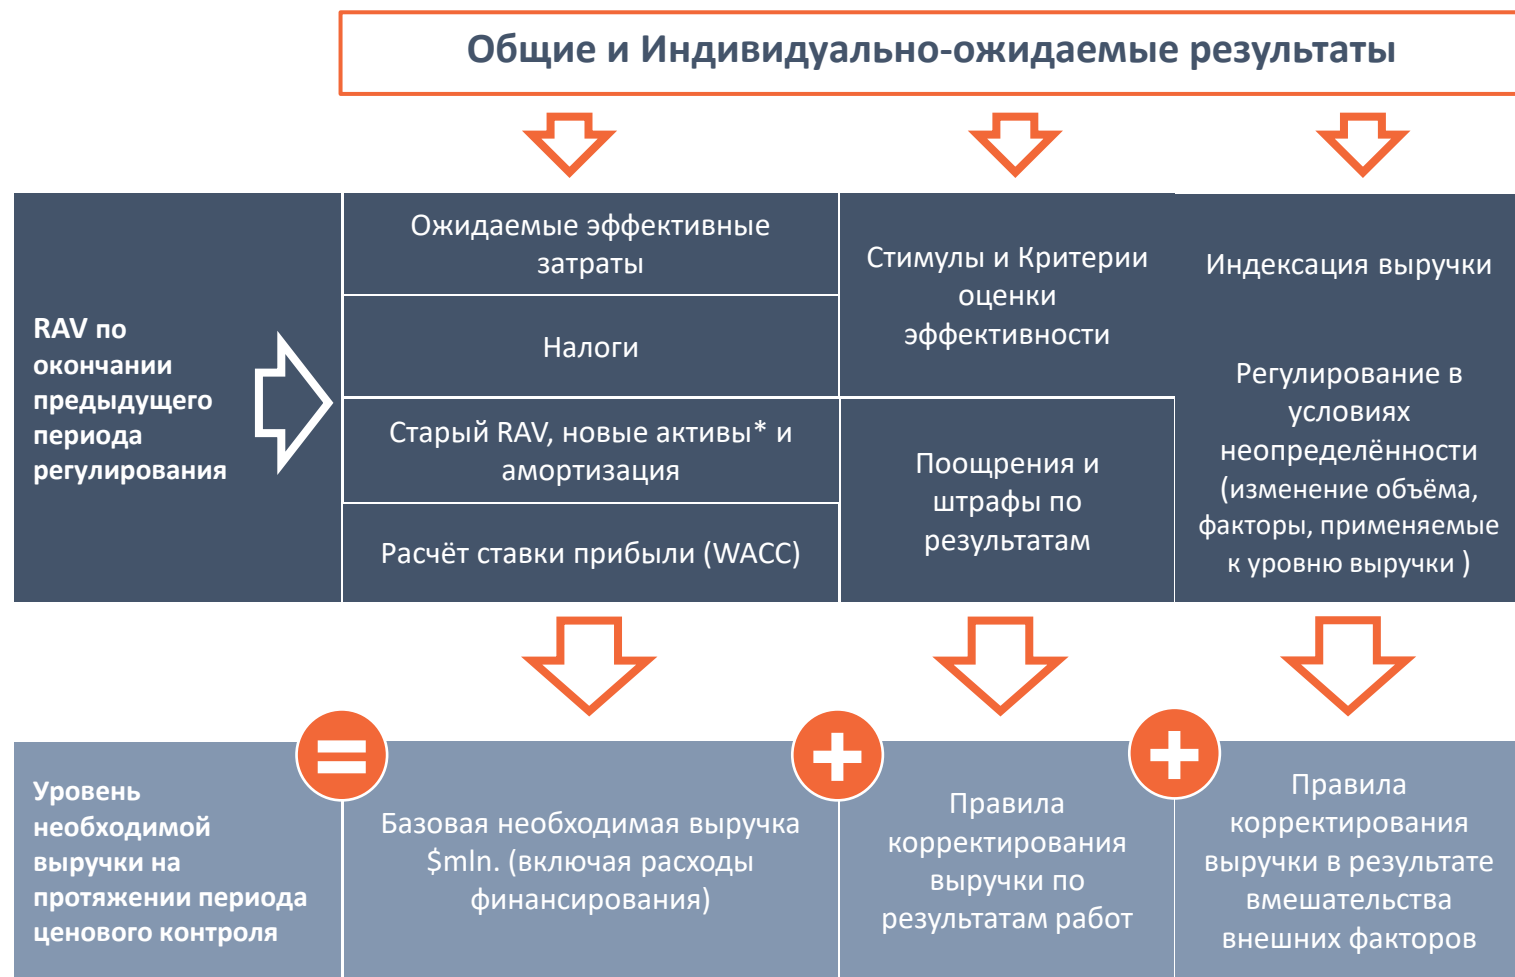 Общие и Индивидуально-ожидаемые результаты
RAV по
окончании
предыдущего
периода
регулирования
Ожидаемые эффективные
затраты
Налоги
Старый RAV, новые активы* и
амортизация
Расчёт ставки прибыли (WACC)
Стимулы и Критерии
оценки
эффективности
Поощрения и
штрафы по
результатам
Индексация выручки
Регулирование в
условиях
неопределённости
(изменение объёма,
факторы, применяемые
к уровню выручки )
Уровень
необходимой
выручки на
протяжении периода
ценового контроля
=
Базовая необходимая выручка
$mln. (включая расходы
финансирования)
+
Правила
корректирования
выручки по
результатам работ
+
Правила
корректирования
выручки в результате
вмешательства
внешних факторов